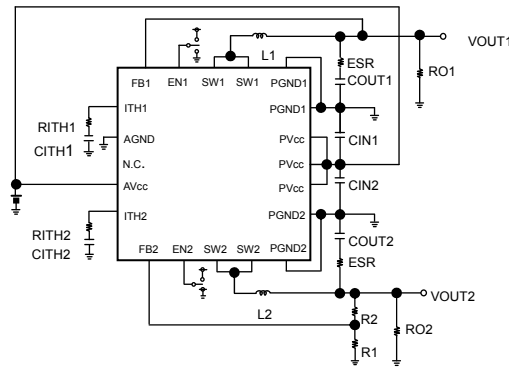 VOUT1
L1
ESR
COUT1
RO1
FB1 EN1 SW1 SW1 PGND1
ITH1 PGND1
RITH1
CITH1
AGND PVcc
CIN1
N.C. PVcc
AVcc PVcc
CIN2
ITH2 PGND2
RITH2
CITH2
COUT2
FB2 EN2 SW2 SW2 PGND2
ESR
VOUT2
L2
R2
RO2
R1